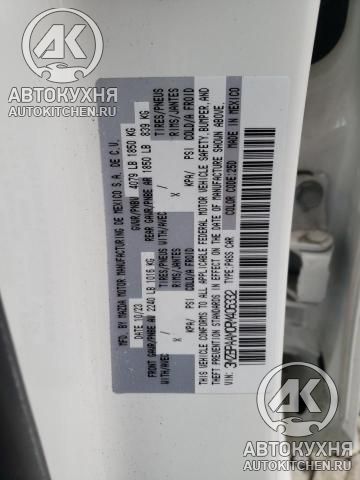 MFD BY MAZDA MOTOR MANUFACTURING DE MEXICO S.A. DE C.V.
DATE 10/23 GVWR/PNBV 4079 LB 1850 KG
FRONT GAWR/PNBE AV 2240 LB 1016 KG REAR GAWR/PNBE AR 1850 LB 839 KG
WITH/AVEC TIRES/PNEUS WITH/AVEC TIRES/PNEUS
X RIMS/JANTES X RIMS/JANTES
KPA/ PSI COLD/A FROID KPA/ PSI COLD/A FROID
THIS VEHICLE CONFORMS TO ALL APPLICABLE FEDERAL MOTOR VEHICLE SAFETY, BUMPER, AND
THEFT PREVENTION STANDARDS IN EFFECT ON THE DATE OF MANUFACTURE SHOWN ABOVE.
VIN: TYPE: PASS CAR COLOR CODE: 25D MADE IN MEXICO
АВТОКУХНЯ
АВТОКУХНЯ
АВТОКУХНЯ
АВТОКУХНЯ